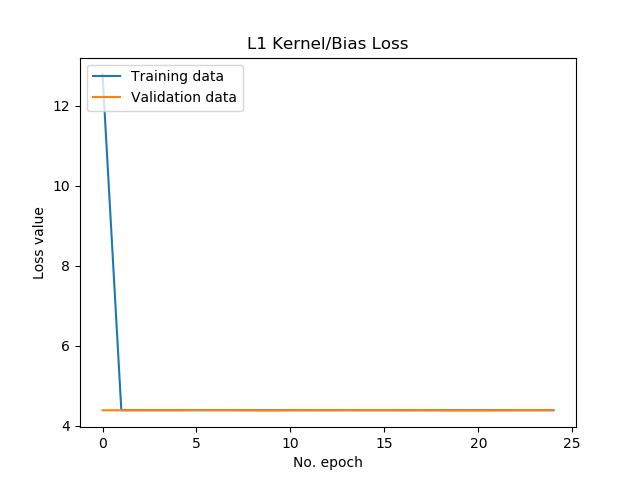 L1 Kernel/Bias Loss
Training data
Validation data
Loss value
12
10
8
6
4
0 5 10 15 20 25
No. epoch